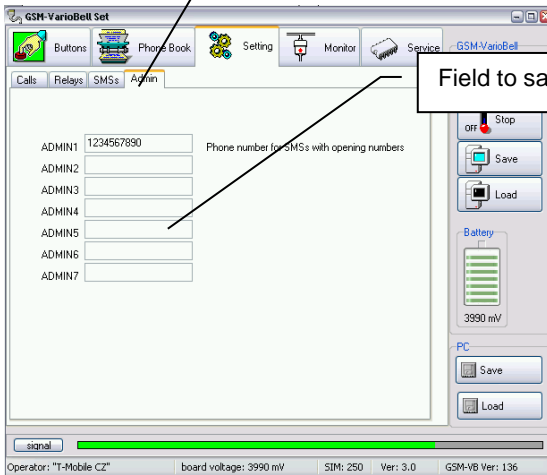 GSM-VarioBell Set
Buttons Phone Book Setting Monitor Service
GSM-VarioBell
Calls Relays SMSs Admin
Field to sa
OFF Stop
ADMIN1 1234567890 Phone number for SMSs with opening numbers
Save
ADMIN2
ADMIN3
Load
ADMIN4
ADMIN5
Battery
ADMIN6
ADMIN7
3990 mV
PC
Save
Load
signal
Operator: "T-Mobile CZ" board voltage: 3990 mV SIM: 250 Ver: 3.0 GSM-VB Ver: 136